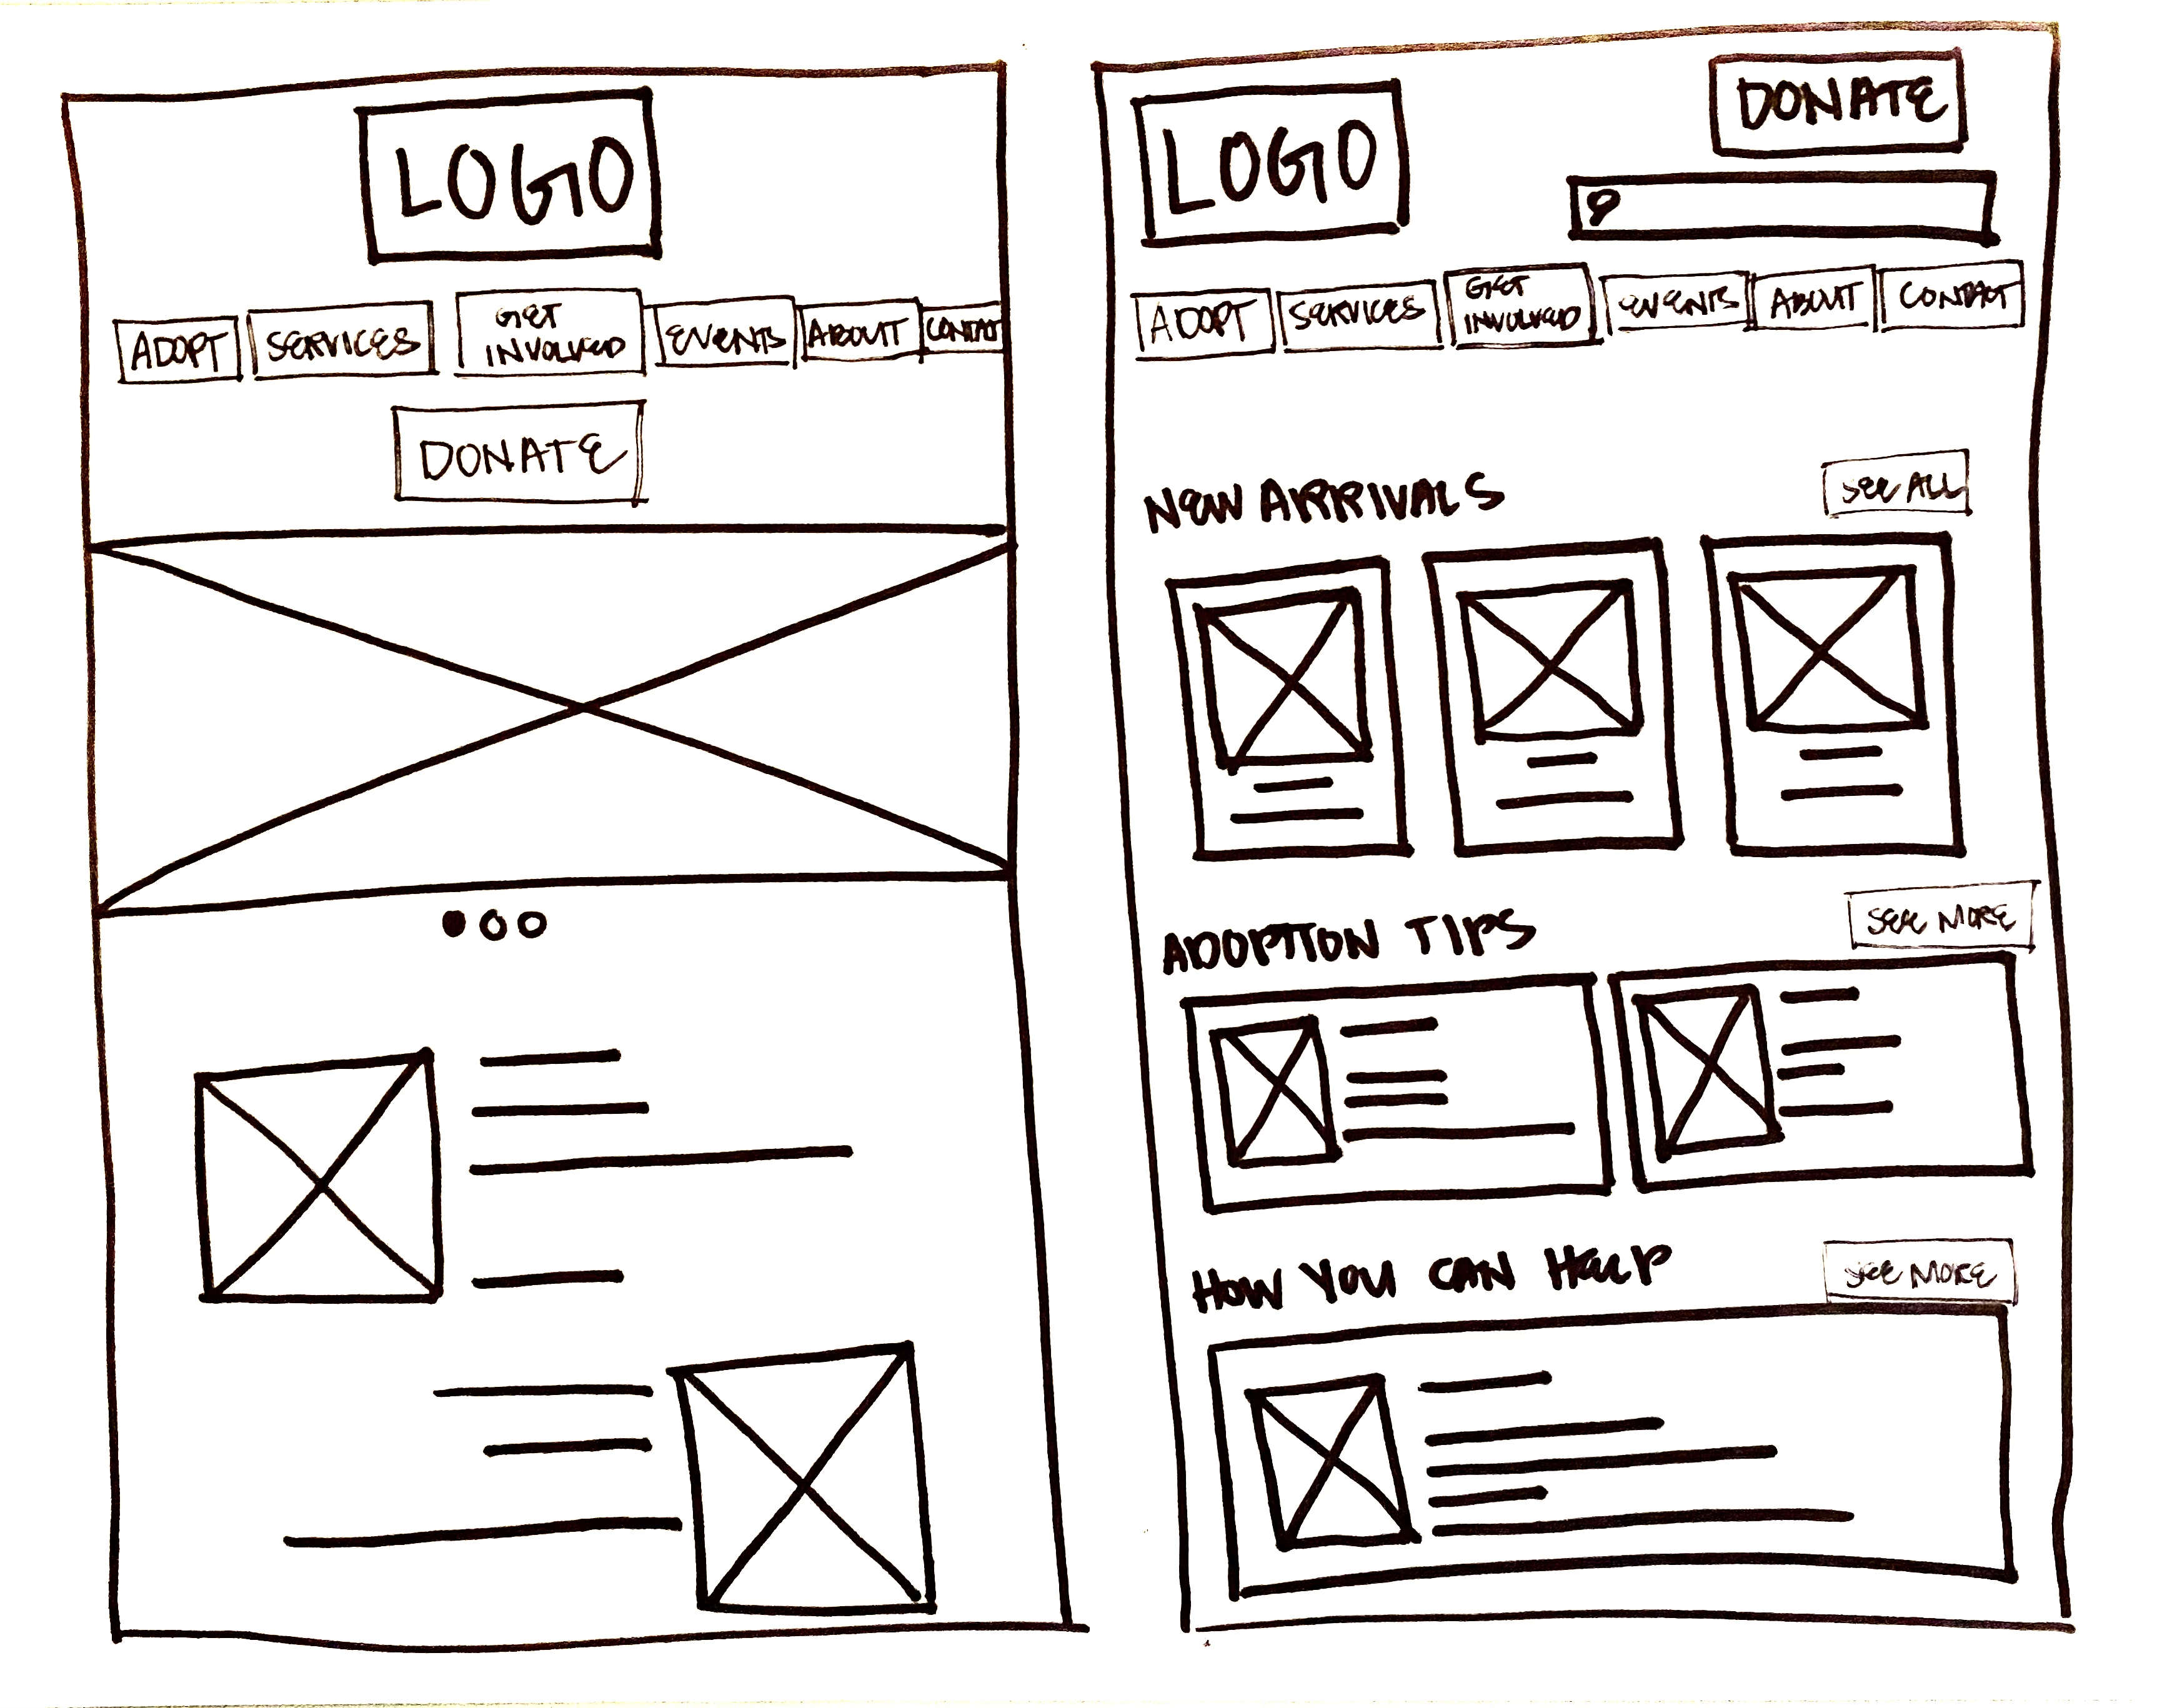 LOGO
ADOPT SERVICES GET INVOLVED EVENTS ABOUT CONTAC
DONATE
LOGO
DONATE
ADOPT SERVICES GET INVOLVED EVENTS ABOUT CONTACT
NEW ARRIVALS
SEE ALL
ADOPTION TIPS
SEE MORE
HOW YOU CAN HELP
SEE MORE